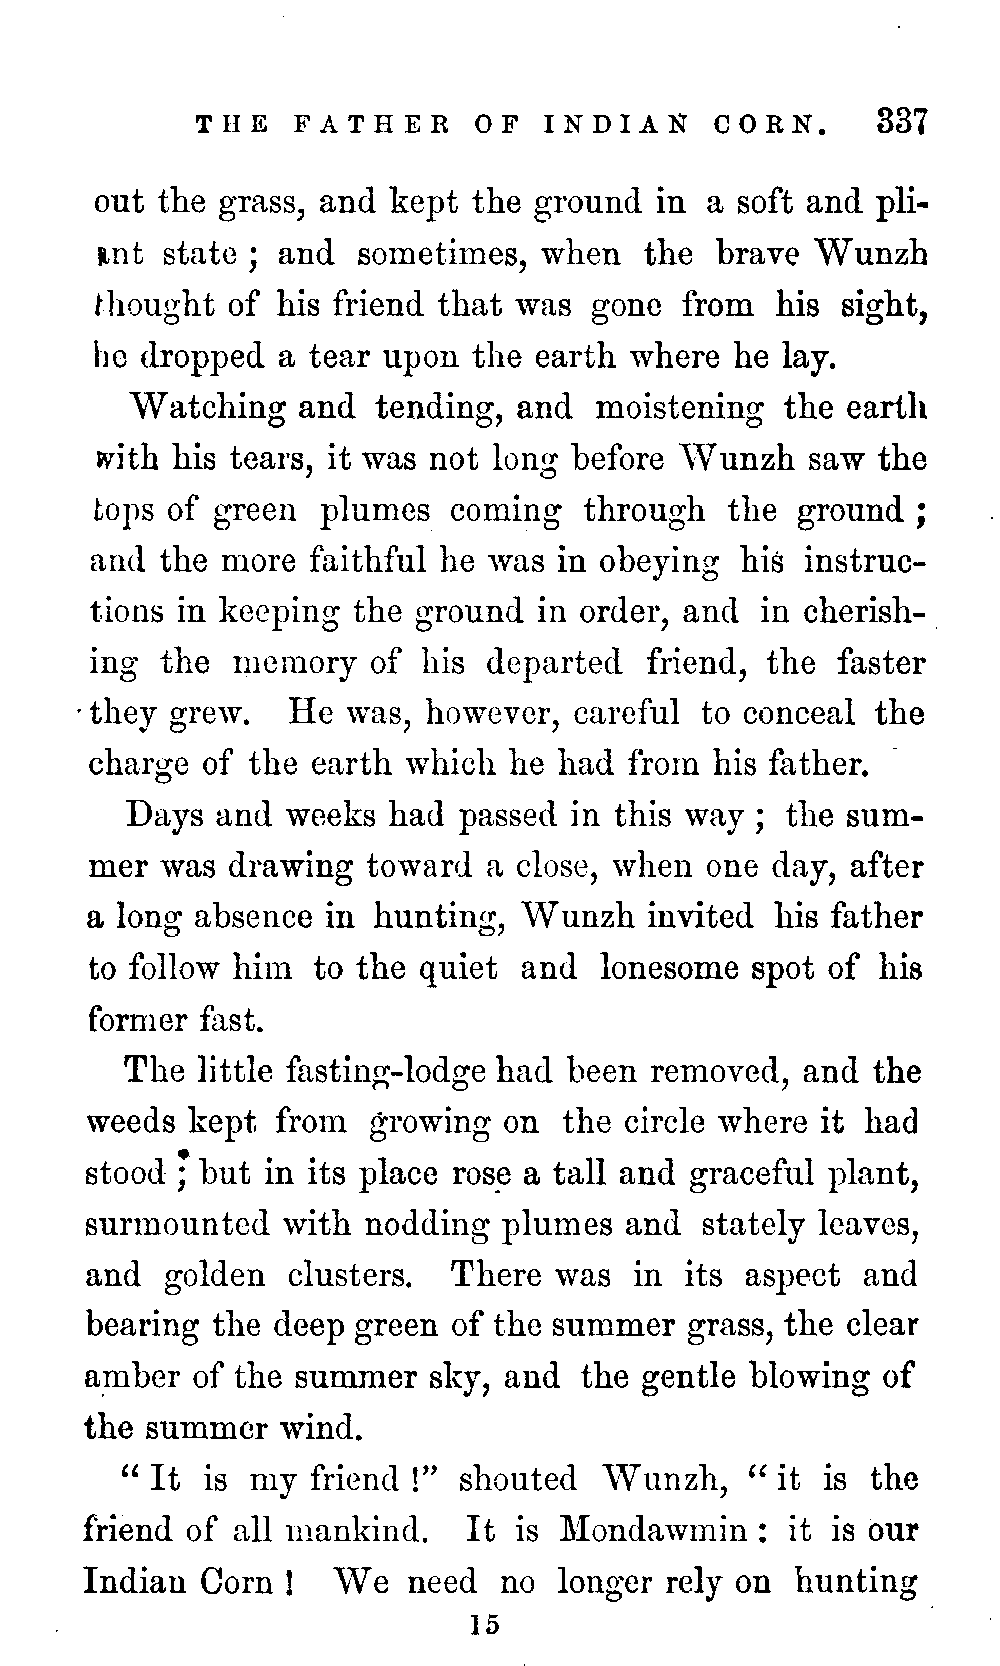 THE FATHER OF INDIAN CORN. 337
out the grass, and kept the ground in a soft and pli-
ant state ; and sometimes, when the brave Wunzh
thought of his friend that was gone from his sight,
he dropped a tear upon the earth where he lay.
Watching and tending, and moistening the earth
with his tears, it was not long before Wunzh saw the
tops of green plumes coming through the ground ;
and the more faithful he was in obeying his instruc-
tions in keeping the ground in order, and in cherish-
ing the memory of his departed friend, the faster
they grew. He was, however, careful to conceal the
charge of the earth which he had from his father.
Days and weeks had passed in this way ; the sum-
mer was drawing toward a close, when one day, after
a long absence in hunting, Wunzh invited his father
to follow him to the quiet and lonesome spot of his
former fast.
The little fasting-lodge had been removed, and the
weeds kept from growing on the circle where it had
stood ; but in its place rose a tall and graceful plant,
surmounted with nodding plumes and stately leaves,
and golden clusters. There was in its aspect and
bearing the deep green of the summer grass, the clear
amber of the summer sky, and the gentle blowing of
the summer wind.
“ It is my friend !” shouted Wunzh, “ it is the
friend of all mankind. It is Mondawmin : it is our
Indian Corn ! We need no longer rely on hunting
15